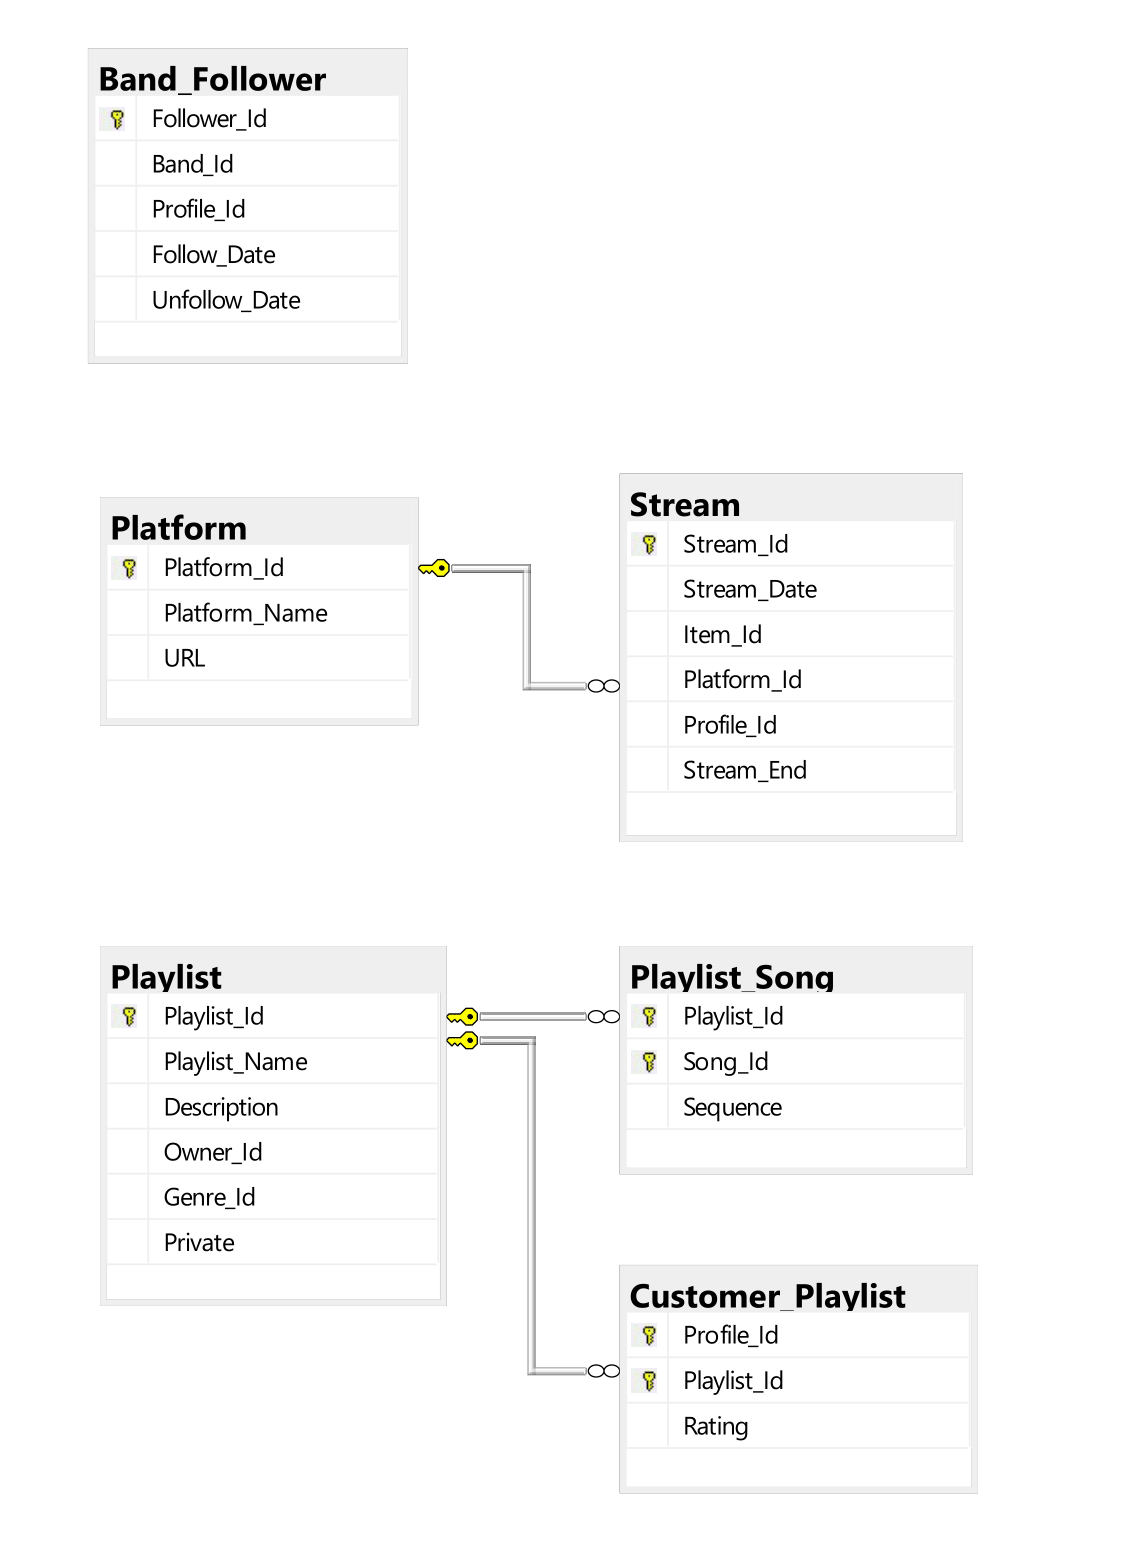 Band_Follower
Follower_Id
Band_Id
Profile_Id
Follow_Date
Unfollow_Date
Platform
Platform_Id
Platform_Name
URL
Stream
Stream_Id
Stream_Date
Item_Id
Platform_Id
Profile_Id
Stream_End
Playlist
Playlist_Id
Playlist_Name
Description
Owner_Id
Genre_Id
Private
Playlist_Song
Playlist_Id
Song_Id
Sequence
Customer_Playlist
Profile_Id
Playlist_Id
Rating